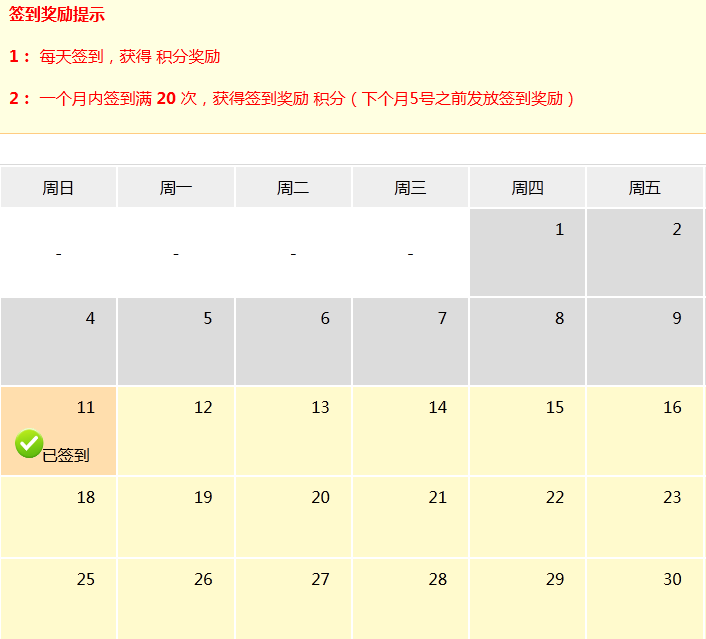 签到奖励提示
1： 每天签到，获得 积分奖励
2： 一个月内签到满 20 次，获得签到奖励 积分（下个月5号之前发放签到奖励）
周日 周一 周二 周三 周四 周五
- - - - 1 2
4 5 6 7 8 9
11 12 13 14 15 16
已签到
18 19 20 21 22 23
25 26 27 28 29 30